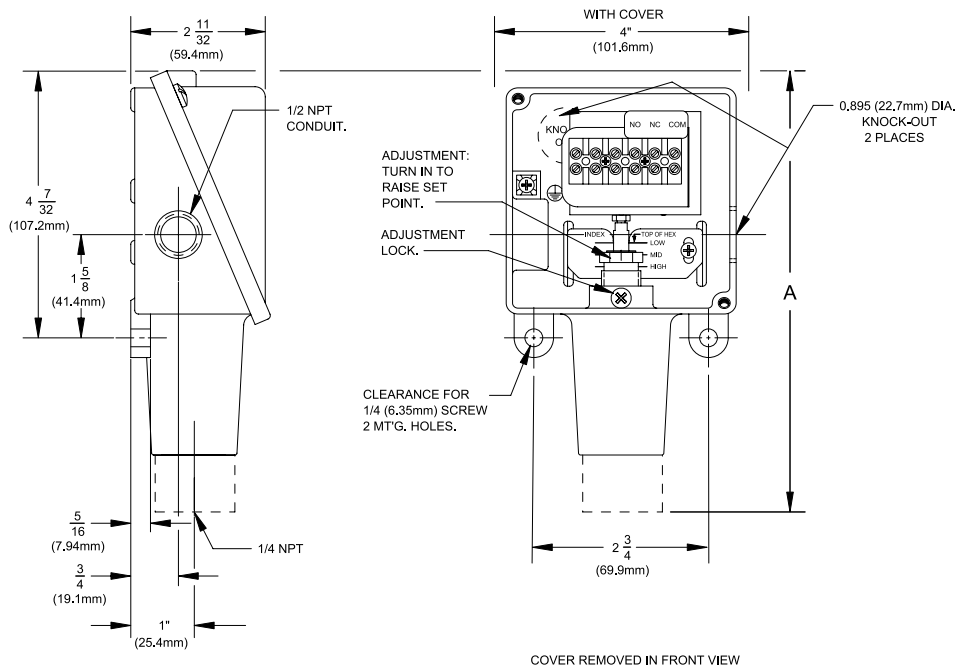 2 11/32
(59.4mm)
WITH COVER
4"
(101.6mm)
1/2 NPT
CONDUIT.
4 7/32
(107.2mm)
1 5/8
(41.4mm)
ADJUSTMENT:
TURN IN TO
RAISE SET
POINT.
ADJUSTMENT
LOCK.
KNO
O
NO NC COM
INDEX
TOP OF HEX
LOW
MID
HIGH
0.895 (22.7mm) DIA.
KNOCK-OUT
2 PLACES
A
CLEARANCE FOR
1/4 (6.35mm) SCREW
2 MT'G. HOLES.
5/16
(7.94mm)
3/4
(19.1mm)
1"
(25.4mm)
1/4 NPT
2 3/4
(69.9mm)
COVER REMOVED IN FRONT VIEW